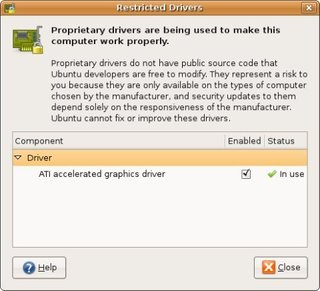 Restricted Drivers
Proprietary drivers are being used to make this
computer work properly.
Proprietary drivers do not have public source code that
Ubuntu developers are free to modify. They represent a risk to
you because they are only available on the types of computer
chosen by the manufacturer, and security updates to them
depend solely on the responsiveness of the manufacturer.
Ubuntu cannot fix or improve these drivers.
Component Enabled Status
Driver
ATI accelerated graphics driver In use
Help Close